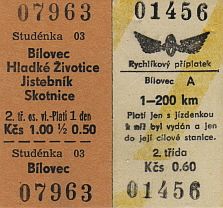 07963
Studénka 03
Bílovec
Hladké Životice
Jistebník
Skotnice
2. tř. os. vl.-Platí 1 den
Kčs 1.00 ½ 0.50
Studénka 03
Bílovec
07963
01456
Rychlíkový příplatek
Bílovec A
1–200 km
Platí jen s jízdenkou
k níž byl vydán a jen
do její cílové stanice.
2. třída
Kčs 0.60
01456